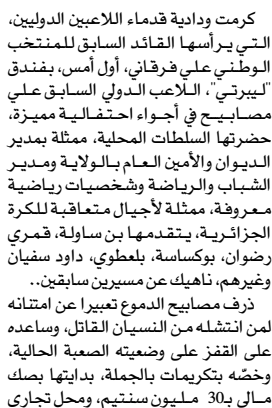 كرمت ودادية قدماء اللاعبين الدوليين،
التي يرأسها القائد السابق للمنتخب
الوطني علي فرقاني، أول أمس، بفندق
"ليبرتي"، اللاعب الدولي السابق علي
مصابيح في أجواء احتفالية مميزة،
حضرتها السلطات المحلية، ممثلة بمدير
الديوان والأمين العام بالولاية ومدير
الشباب والرياضة وشخصيات رياضية
معروفة، ممثلة لأجيال متعاقبة للكرة
الجزائرية، يتقدمها بن ساولة، قمري
رضوان، بوكساسة، بلعطوي، داود سفيان
وغيرهم، ناهيك عن مسيرين سابقين..
ذرف مصابيح الدموع تعبيرا عن امتنانه
لمن انتشله من النسيان القاتل، وساعده
على القفز على وضعيته الصعبة الحالية،
وخصّه بتكريمات بالجملة، بدايتها بصك
مالي بـ30 مليون سنتيم، ومحل تجاري